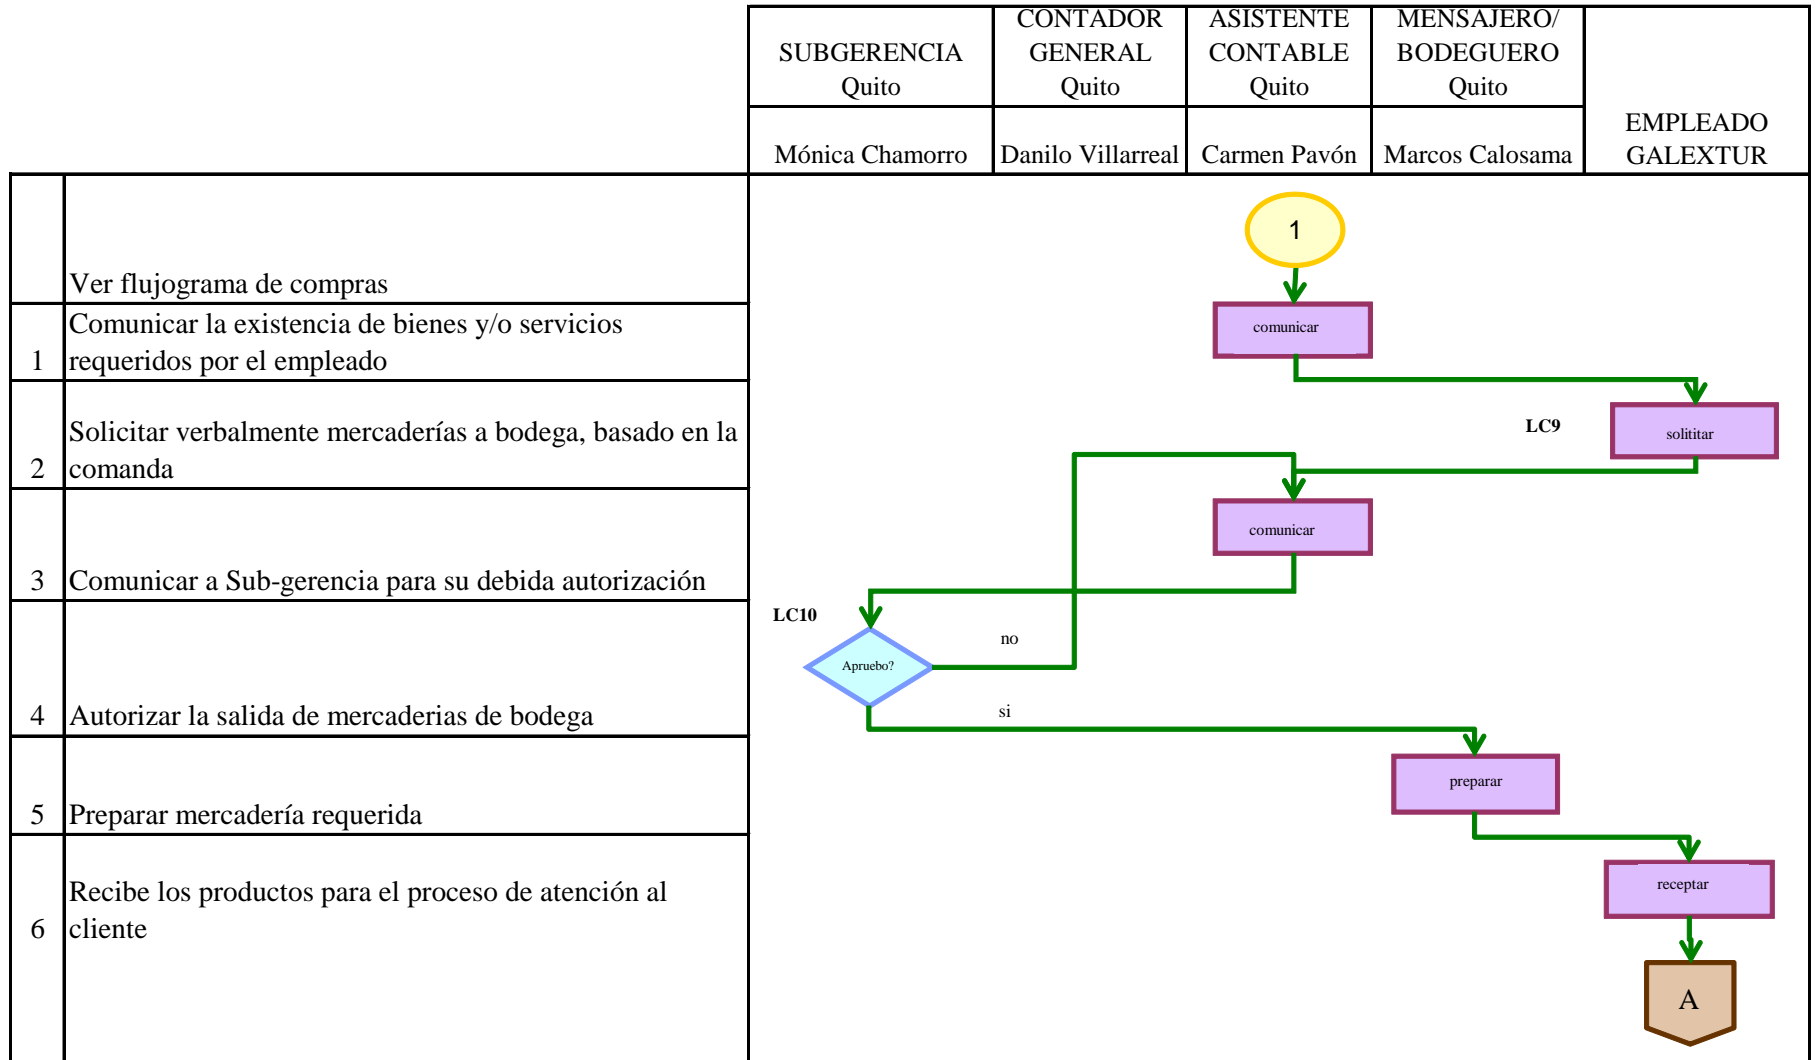 SUBGERENCIA
Quito
CONTADOR
GENERAL
Quito
ASISTENTE
CONTABLE
Quito
MENSAJERO/
BODEGUERO
Quito
EMPLEADO
GALEXTUR
Mónica Chamorro
Danilo Villarreal
Carmen Pavón
Marcos Calosama
Ver flujograma de compras
1
1
Comunicar la existencia de bienes y/o servicios
requeridos por el empleado
comunicar
2
Solicitar verbalmente mercaderías a bodega, basado en la
comanda
LC9
solititar
3
Comunicar a Sub-gerencia para su debida autorización
comunicar
4
Autorizar la salida de mercaderias de bodega
LC10
Apruebo?
no
si
5
Preparar mercadería requerida
preparar
6
Recibe los productos para el proceso de atención al
cliente
receptar
A